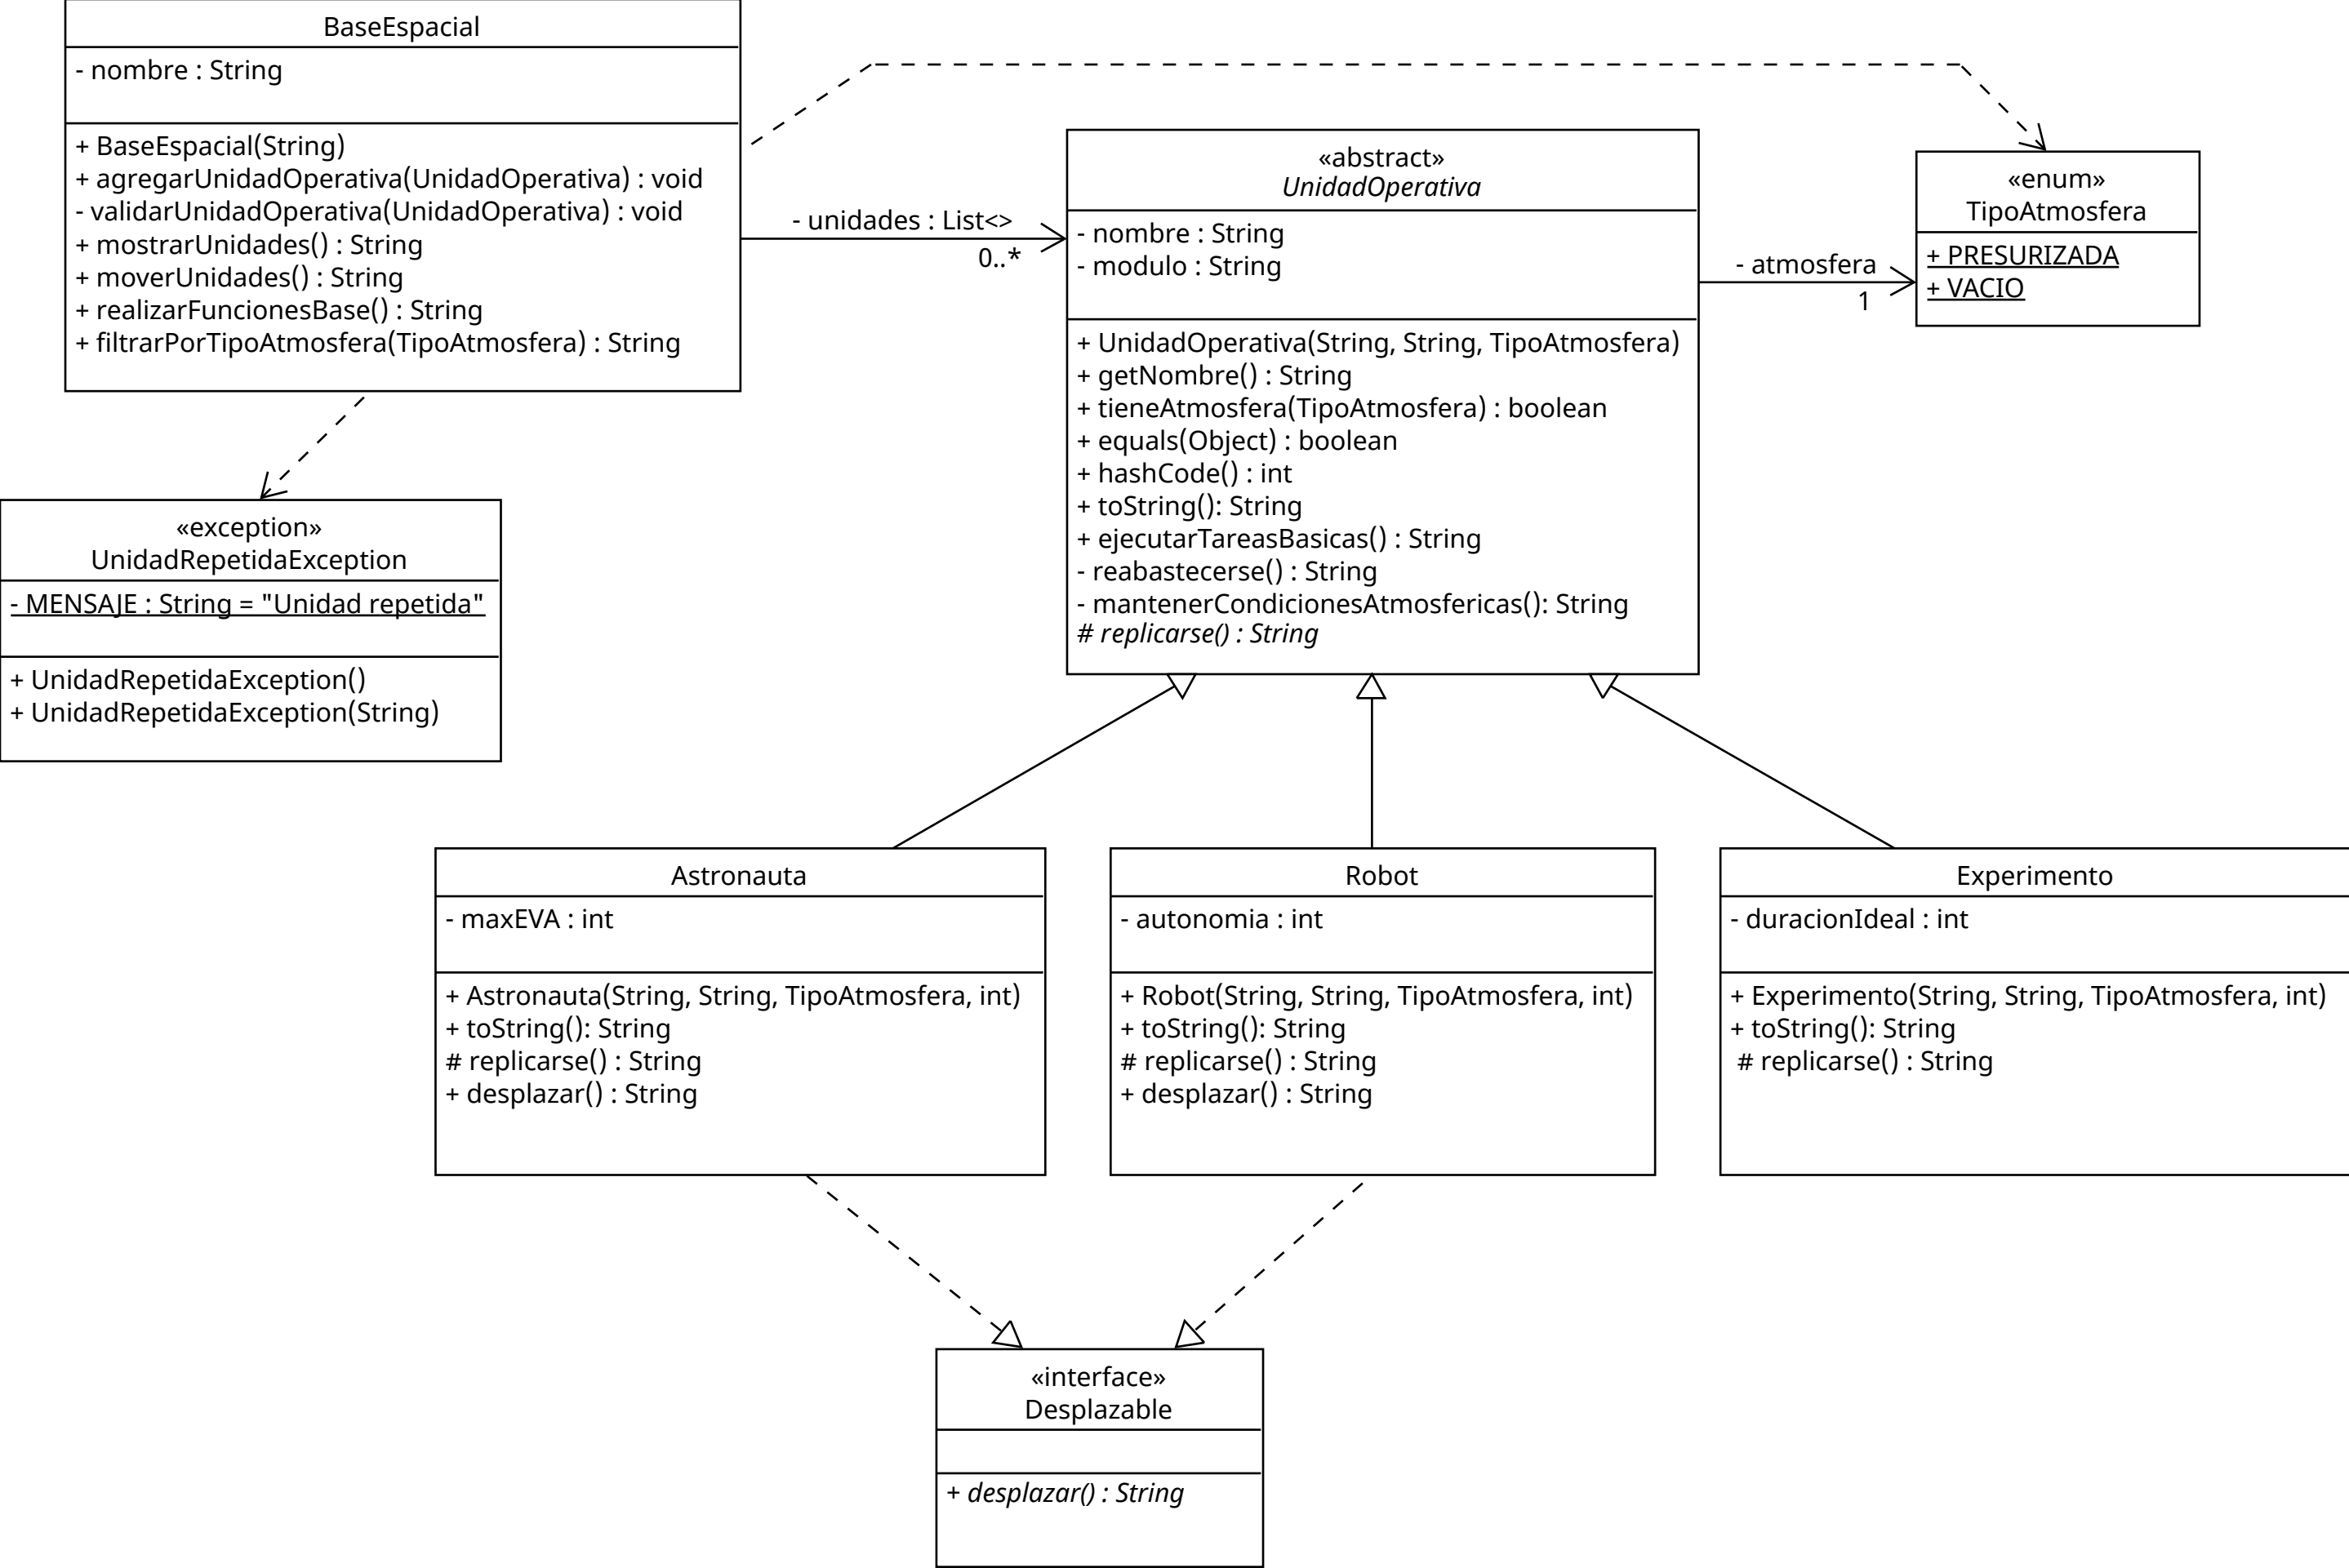 BaseEspacial
- nombre : String
+ BaseEspacial(String)
+ agregarUnidadOperativa(UnidadOperativa) : void
- validarUnidadOperativa(UnidadOperativa) : void
+ mostrarUnidades() : String
+ moverUnidades() : String
+ realizarFuncionesBase() : String
+ filtrarPorTipoAtmosfera(TipoAtmosfera) : String
- unidades : List<>
0..*
«abstract»
UnidadOperativa
- nombre : String
- modulo : String
+ UnidadOperativa(String, String, TipoAtmosfera)
+ getNombre() : String
+ tieneAtmosfera(TipoAtmosfera) : boolean
+ equals(Object) : boolean
+ hashCode() : int
+ toString(): String
+ ejecutarTareasBasicas() : String
- reabastecerse() : String
- mantenerCondicionesAtmosfericas(): String
# replicarse() : String
- atmosfera
1
«enum»
TipoAtmosfera
+ PRESURIZADA
+ VACIO
«exception»
UnidadRepetidaException
- MENSAJE : String = "Unidad repetida"
+ UnidadRepetidaException()
+ UnidadRepetidaException(String)
Astronauta
- maxEVA : int
+ Astronauta(String, String, TipoAtmosfera, int)
+ toString(): String
# replicarse() : String
+ desplazar() : String
Robot
- autonomia : int
+ Robot(String, String, TipoAtmosfera, int)
+ toString(): String
# replicarse() : String
+ desplazar() : String
Experimento
- duracionIdeal : int
+ Experimento(String, String, TipoAtmosfera, int)
+ toString(): String
# replicarse() : String
«interface»
Desplazable
+ desplazar() : String